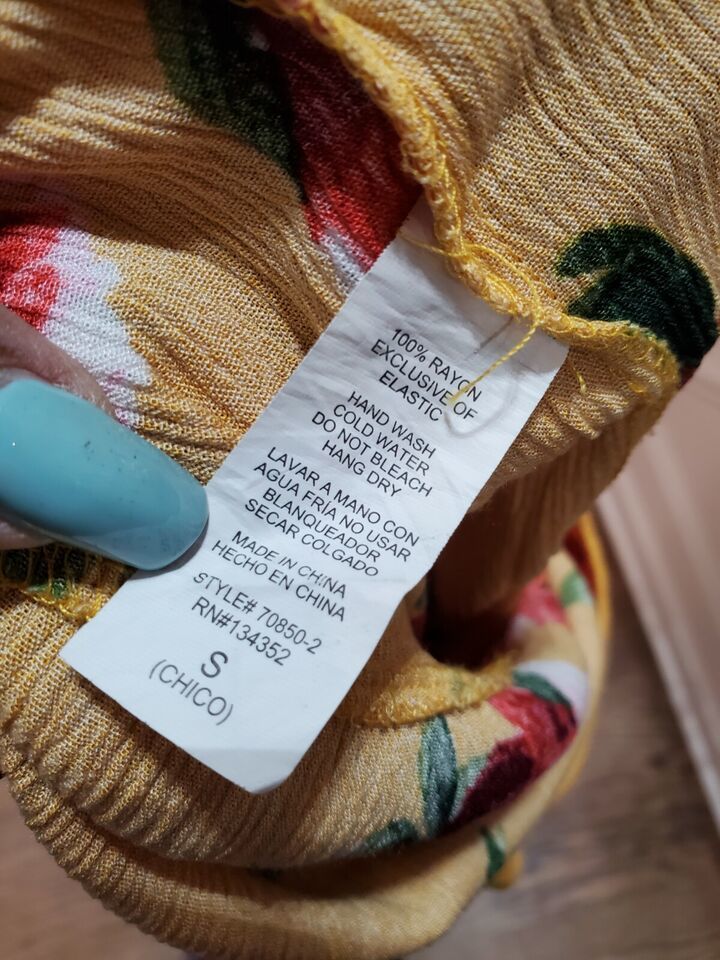 100% RAYON
EXCLUSIVE OF
ELASTIC
HAND WASH
COLD WATER
DO NOT BLEACH
HANG DRY
LAVAR A MANO CON
AGUA FRIA NO USAR
BLANQUEADOR
SECAR COLGADO
MADE IN CHINA
HECHO EN CHINA
STYLE# 70850-2
RN#134352
S
(CHICO)